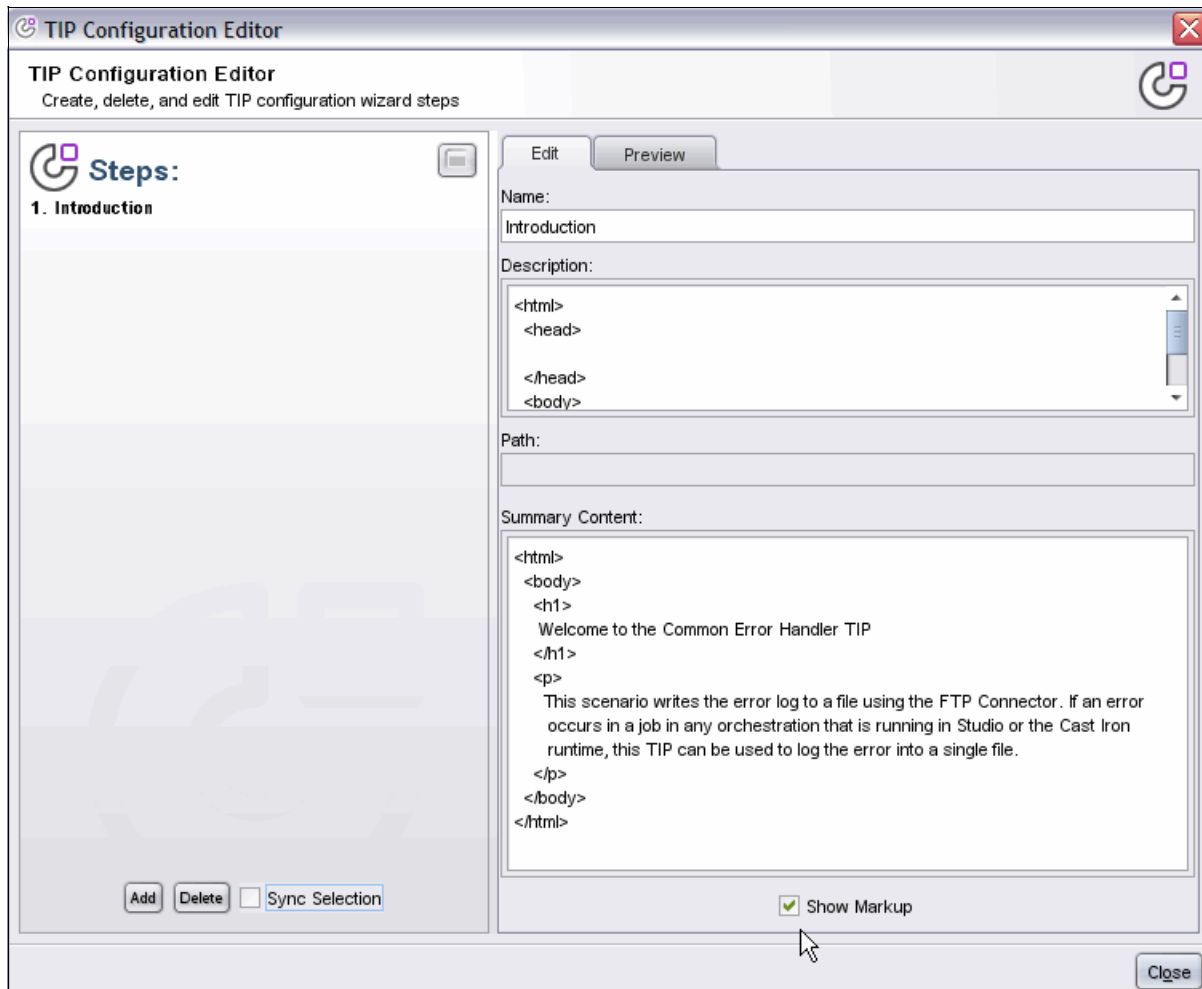 TIP Configuration Editor
TIP Configuration Editor
Create, delete, and edit TIP configuration wizard steps
Steps:
1. Introduction
Add
Delete
Sync Selection
Edit
Preview
Name:
Introduction
Description:
<html>
<head>
</head>
<body>
Path:
Summary Content:
<html>
<body>
<h1>
Welcome to the Common Error Handler TIP
</h1>
<p>
This scenario writes the error log to a file using the FTP Connector. If an error
occurs in a job in any orchestration that is running in Studio or the Cast Iron
runtime, this TIP can be used to log the error into a single file.
</p>
</body>
</html>
Show Markup
Close